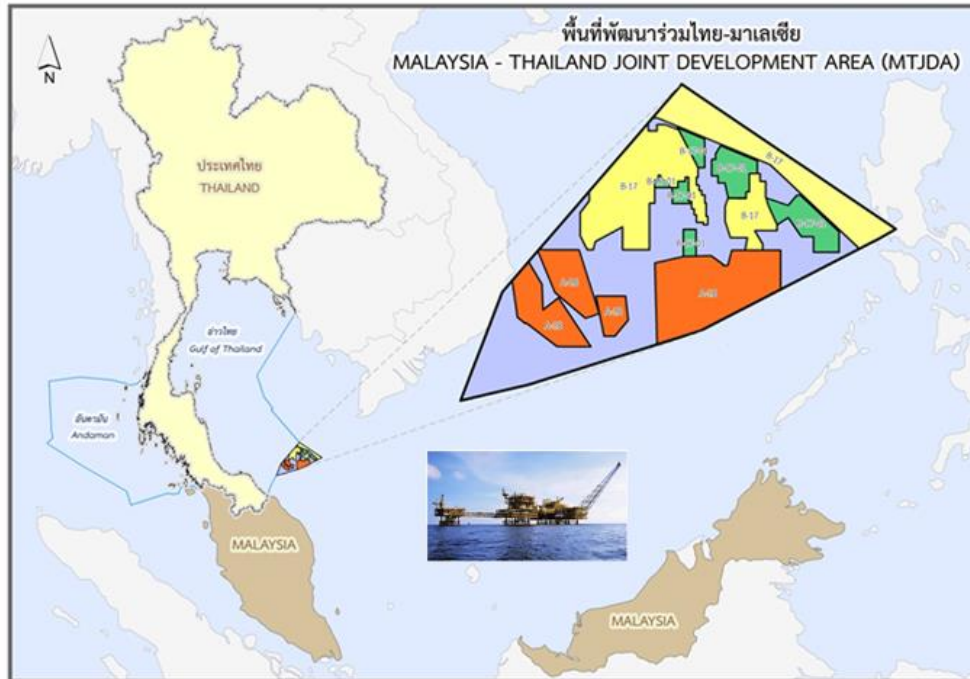 พื้นที่พัฒนาร่วมไทย-มาเลเซีย
MALAYSIA - THAILAND JOINT DEVELOPMENT AREA (MTJDA)
N
ประเทศไทย
THAILAND
B-17
B-17
B-17
อ่าวไทย
Gulf of Thailand
อันดามัน
Andaman
MALAYSIA
MALAYSIA